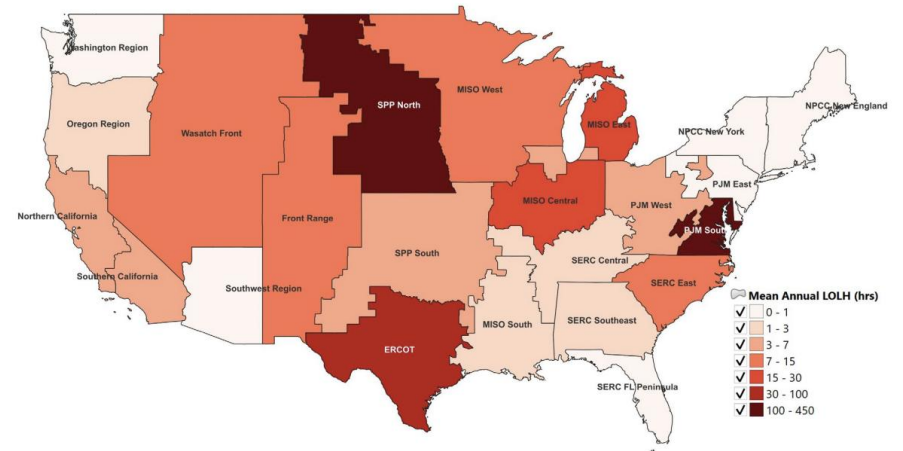 Washington Region
Oregon Region
Wasatch Front
Northern California
Southern California
Southwest Region
Front Range
SPP North
SPP South
ERCOT
MISO West
MISO East
MISO Central
MISO South
SERC Central
SERC Southeast
SERC East
SERC FL Peninsula
PJM West
PJM East
PJM South
NPCC New York
NPCC New England
Mean Annual LOLH (hrs)
0 - 1
1 - 3
3 - 7
7 - 15
15 - 30
30 - 100
100 - 450